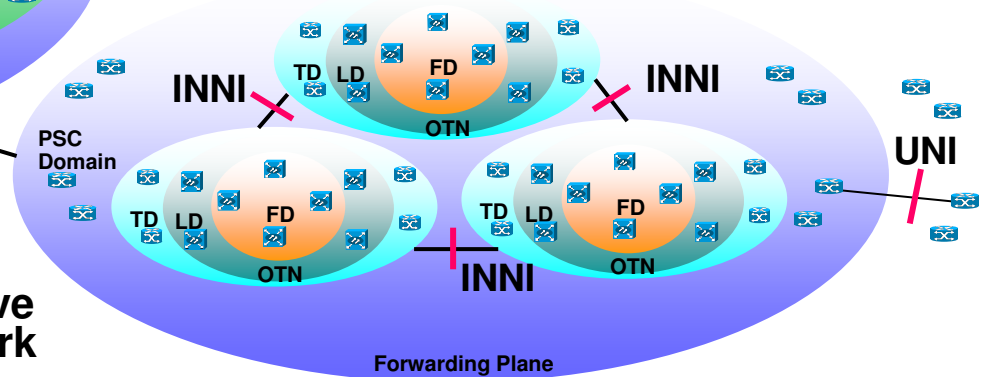 FD
TD LD
INNI
INNI
OTN
PSC
Domain
UNI
FD
TD LD
OTN
FD
TD LD
OTN
INNI
ve
rk
Forwarding Plane